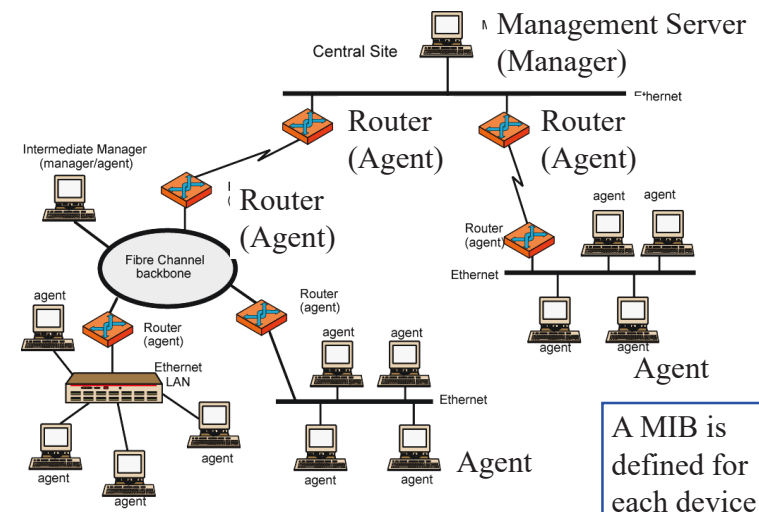 Management Server
(Manager)
Central Site
Ethernet
Router
(Agent)
Router
(Agent)
Intermediate Manager
(manager/agent)
Router
(Agent)
agent
agent
Router
(agent)
Fibre Channel
backbone
Ethernet
agent
Router
(agent)
Router
(agent)
agent
agent
agent
agent
Agent
Ethernet
LAN
Ethernet
agent
agent
agent
agent
agent
agent
Agent
A MIB is
defined for
each device